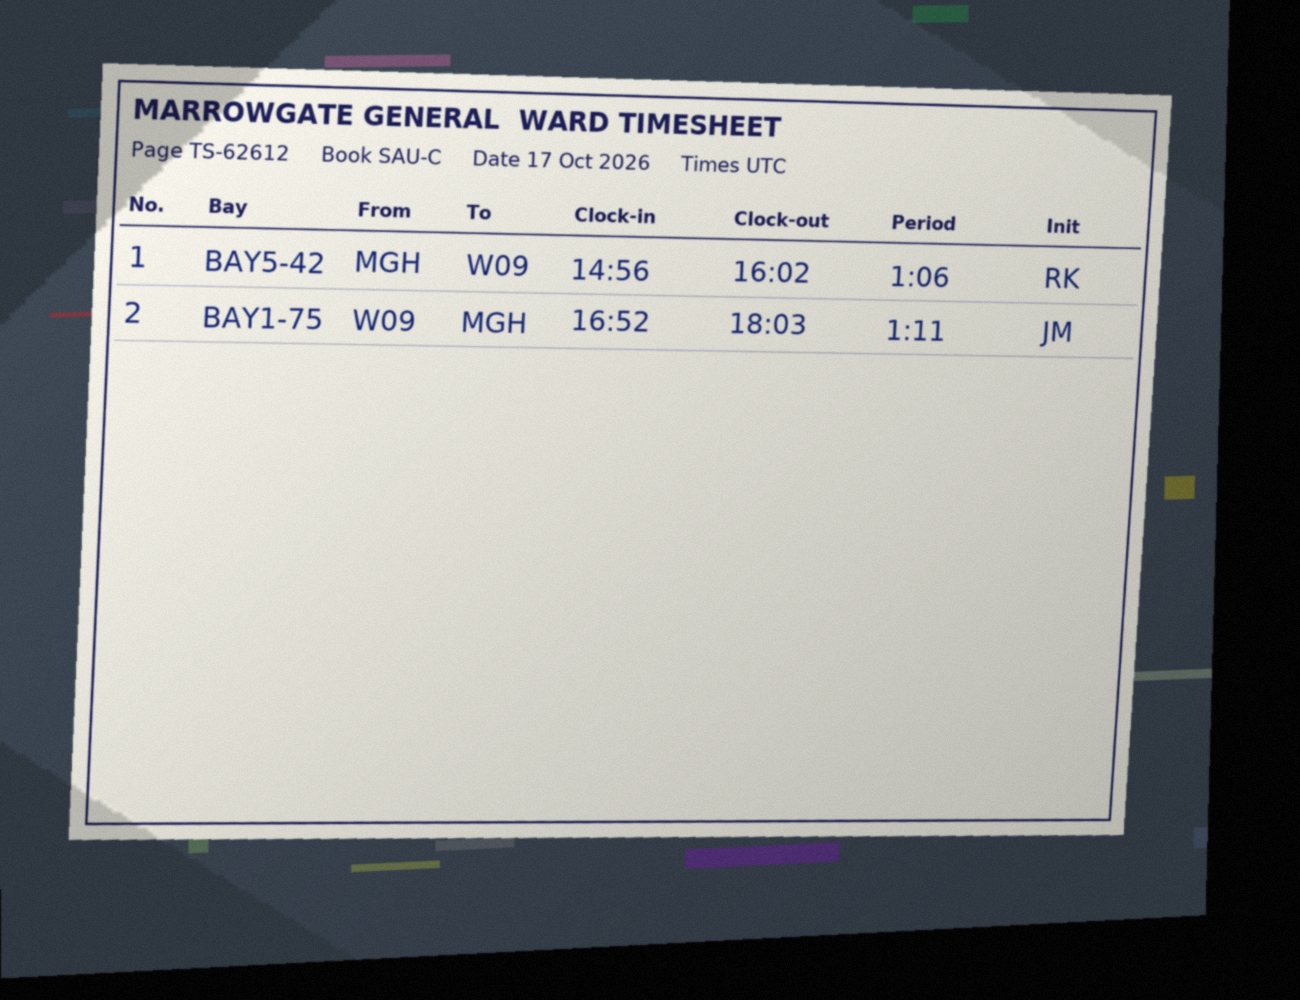 MARROWGATE GENERAL WARD TIMESHEET
Page TS-62612 Book SAU-C Date 17 Oct 2026 Times UTC
No. Bay From To Clock-in Clock-out Period Init
1 BAY5-42 MGH W09 14:56 16:02 1:06 RK
2 BAY1-75 W09 MGH 16:52 18:03 1:11 JM